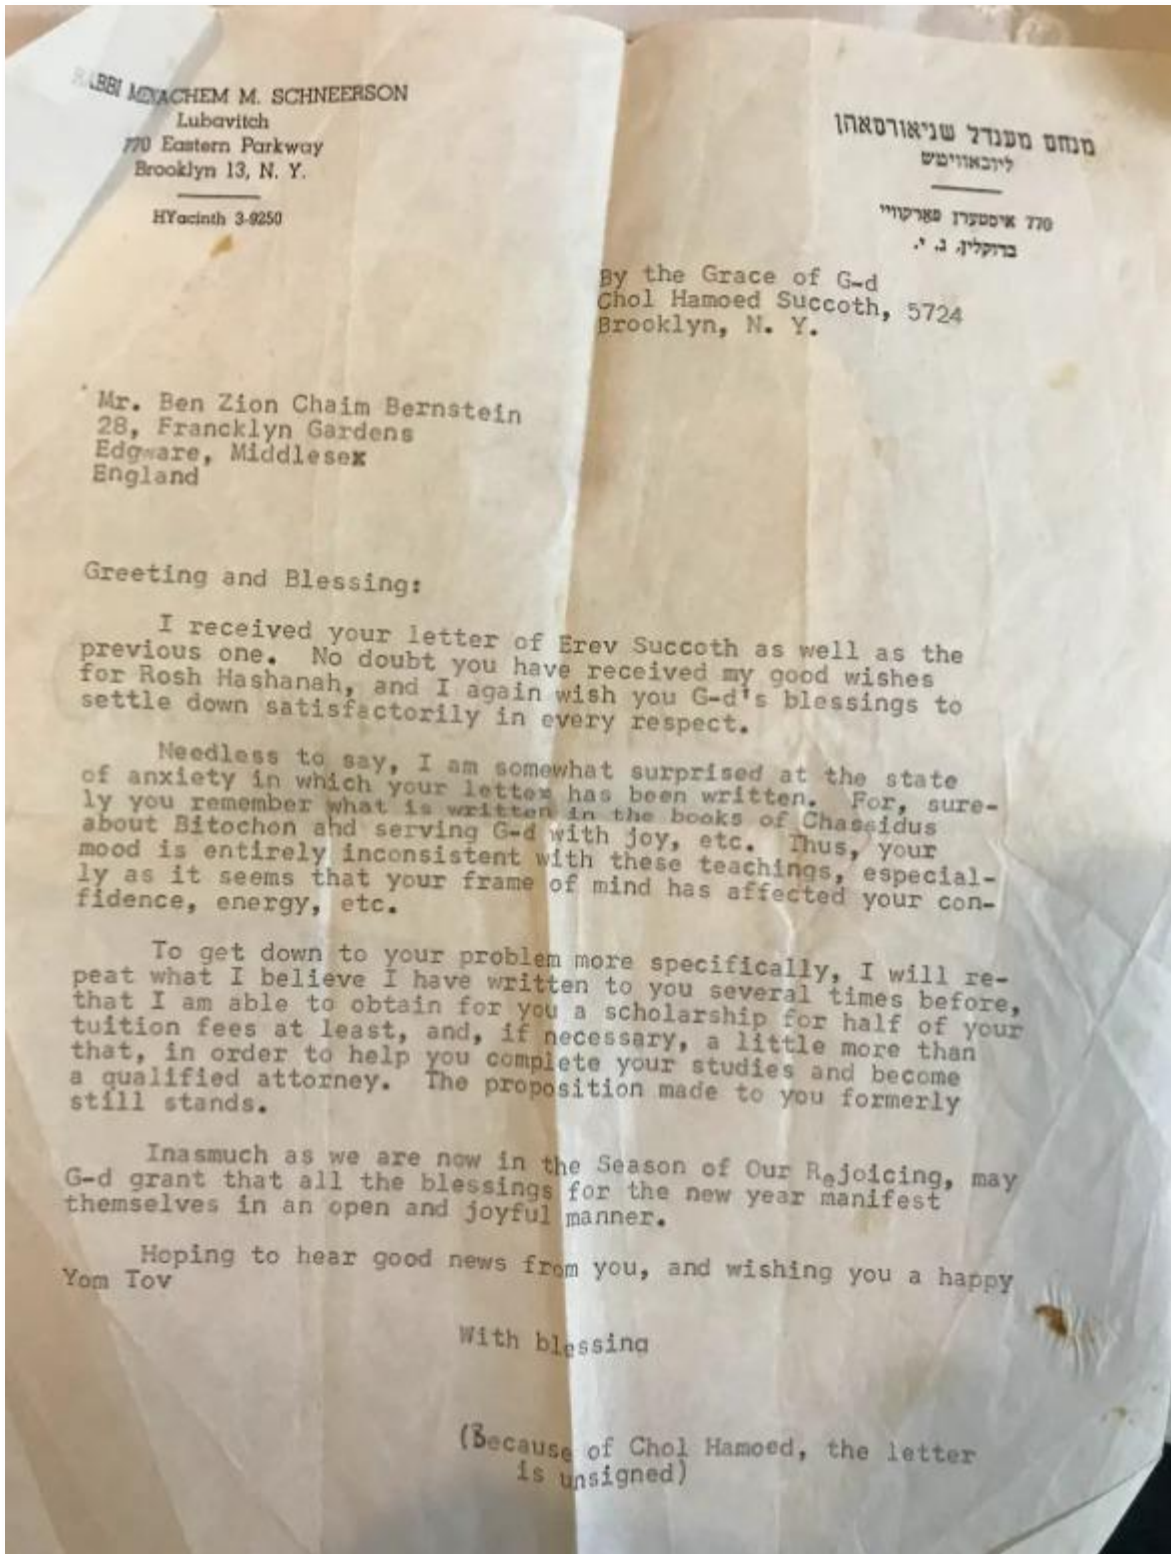 RABBI MENACHEM M. SCHNEERSON
Lubavitch
770 Eastern Parkway
Brooklyn 13, N. Y.
HYacinth 3-9250
מנחם מענדל שניאורסאהן
ליובאוויטש
770 איסטערן פארקוויי
ברוקלין, נ. י.
By the Grace of G-d
Chol Hamoed Succoth, 5724
Brooklyn, N. Y.
Mr. Ben Zion Chaim Bernstein
28, Francklyn Gardens
Edgware, Middlesex
England
Greeting and Blessing:
I received your letter of Erev Succoth as well as the
previous one. No doubt you have received my good wishes
for Rosh Hashanah, and I again wish you G-d's blessings to
settle down satisfactorily in every respect.
Needless to say, I am somewhat surprised at the state
of anxiety in which your letter has been written. For, sure-
ly you remember what is written in the books of Chassidus
about Bitochon and serving G-d with joy, etc. Thus, your
mood is entirely inconsistent with these teachings, especial-
ly as it seems that your frame of mind has affected your con-
fidence, energy, etc.
To get down to your problem more specifically, I will re-
peat what I believe I have written to you several times before,
that I am able to obtain for you a scholarship for half of your
tuition fees at least, and, if necessary, a little more than
that, in order to help you complete your studies and become
a qualified attorney. The proposition made to you formerly
still stands.
Inasmuch as we are now in the Season of Our Rejoicing, may
G-d grant that all the blessings for the new year manifest
themselves in an open and joyful manner.
Hoping to hear good news from you, and wishing you a happy
Yom Tov
With blessing
(Because of Chol Hamoed, the letter
is unsigned)